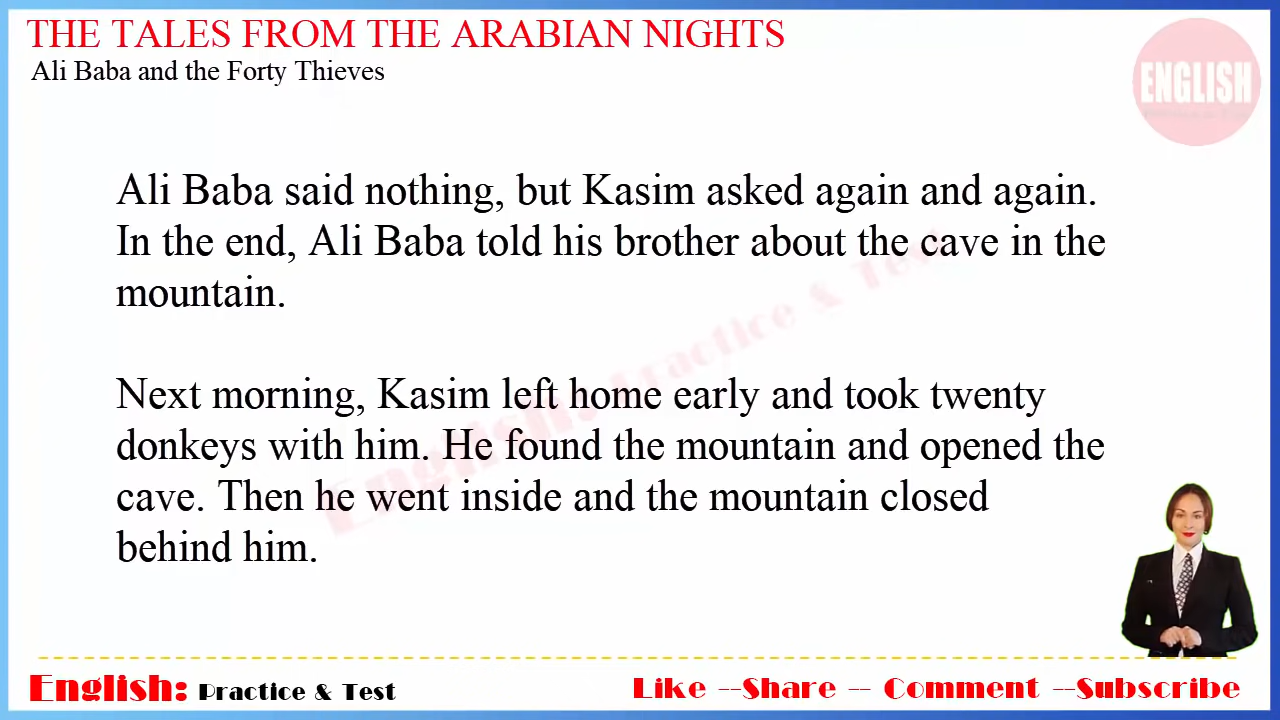 THE TALES FROM THE ARABIAN NIGHTS
Ali Baba and the Forty Thieves
ENGLISH
Ali Baba said nothing, but Kasim asked again and again.
In the end, Ali Baba told his brother about the cave in the
mountain.
Next morning, Kasim left home early and took twenty
donkeys with him. He found the mountain and opened the
cave. Then he went inside and the mountain closed
behind him.
English: Practice & Test
English: Practice & Test
Like --Share -- Comment --Subscribe